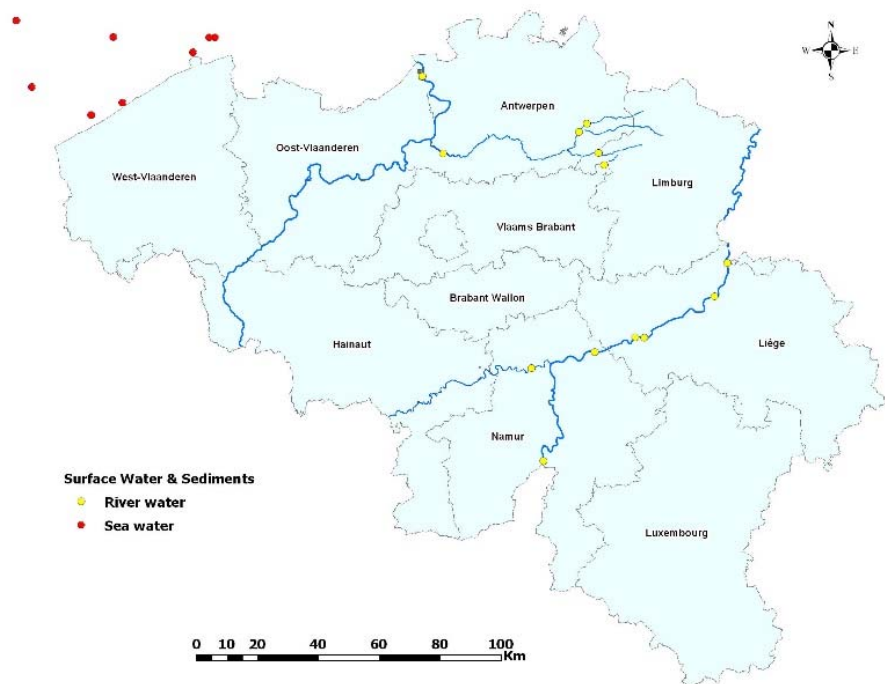 N
W E
S
Antwerpen
Oost-Vlaanderen
West-Vlaanderen
Limburg
Vlaams Brabant
Brabant Wallon
Hainaut
Liége
Namur
Surface Water & Sediments
River water
Sea water
Luxembourg
0 10 20 40 60 80 100
Km